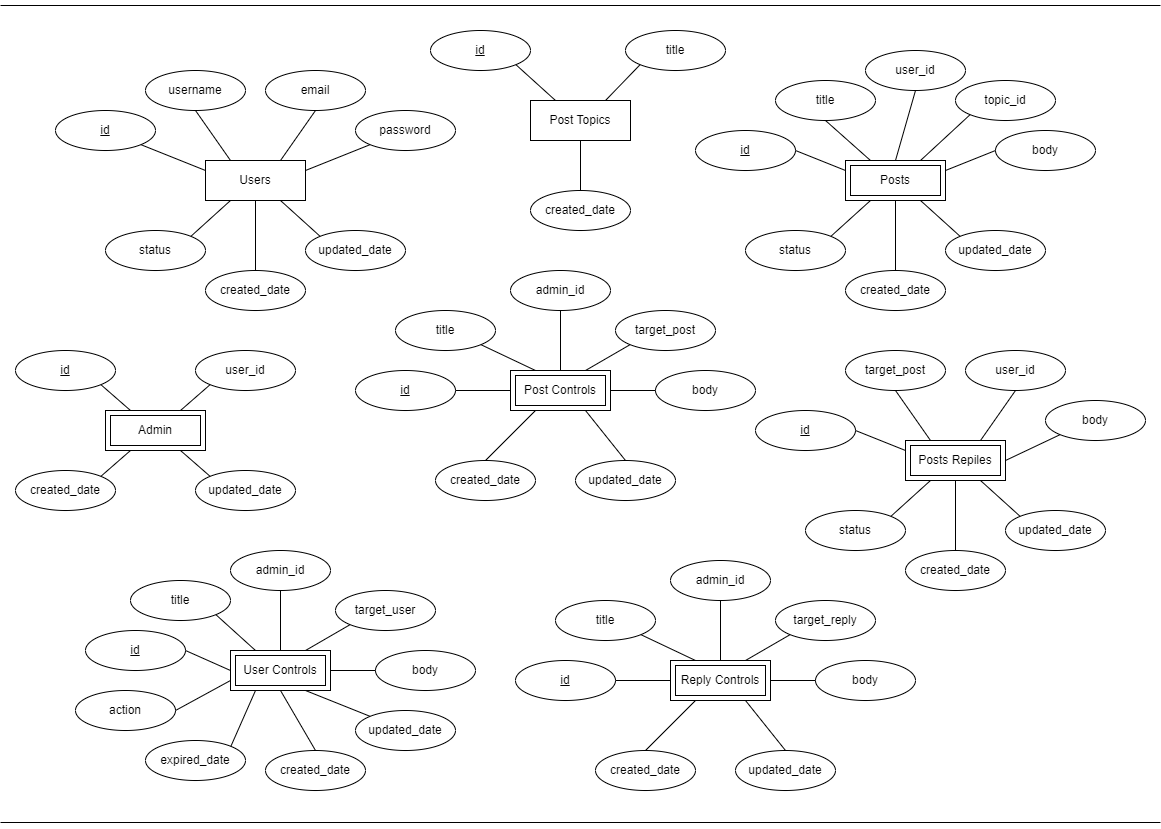 id
title
Post Topics
created_date
username
email
id
password
Users
status
updated_date
created_date
user_id
title
topic_id
id
body
Posts
status
updated_date
created_date
id
user_id
Admin
created_date
updated_date
admin_id
title
target_post
id
Post Controls
body
created_date
updated_date
target_post
user_id
id
body
Posts Repiles
status
updated_date
created_date
admin_id
title
target_user
id
User Controls
body
action
updated_date
expired_date
created_date
admin_id
title
target_reply
id
Reply Controls
body
created_date
updated_date